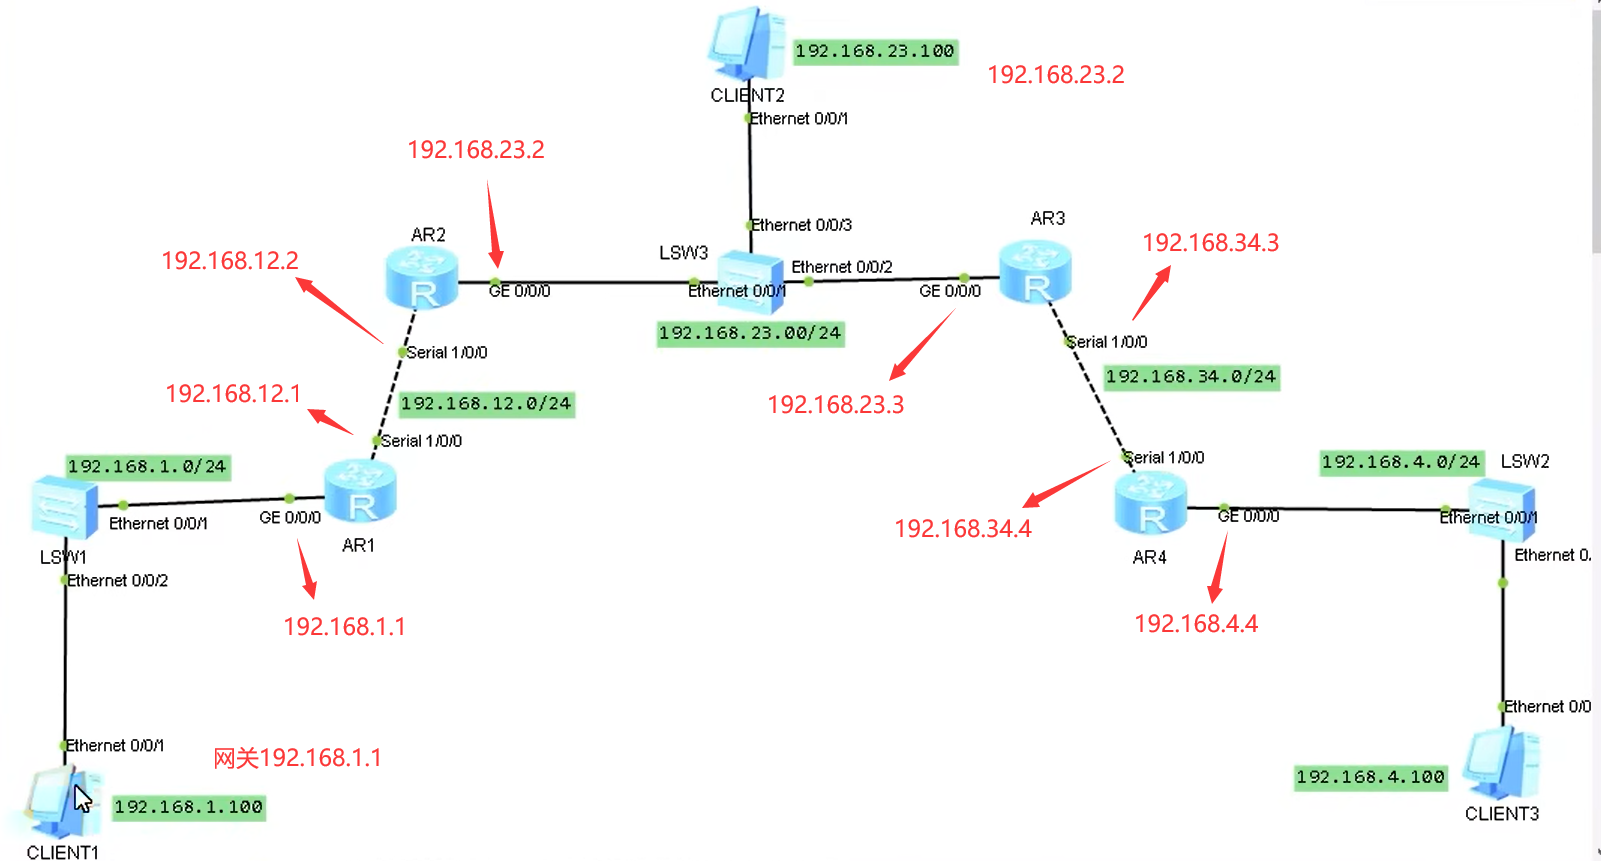 192.168.23.100
192.168.23.2
CLIENT2
Ethernet 0/0/1
192.168.23.2
Ethernet 0/0/3
AR3
AR2
192.168.34.3
LSW3
192.168.12.2
Ethernet 0/0/2
GE 0/0/0
Ethernet 0/0/1
GE 0/0/0
192.168.23.00/24
Serial 1/0/0
Serial 1/0/0
192.168.34.0/24
192.168.12.1
192.168.12.0/24
192.168.23.3
Serial 1/0/0
Serial 1/0/0
192.168.4.0/24
LSW2
192.168.1.0/24
Ethernet 0/0/1
GE 0/0/0
GE 0/0/0
Ethernet 0/0/1
192.168.34.4
AR1
LSW1
AR4
Ethernet 0.
Ethernet 0/0/2
192.168.1.1
192.168.4.4
Ethernet 0/0
Ethernet 0/0/1
网关192.168.1.1
192.168.4.100
192.168.1.100
CLIENT3
CLIENT1